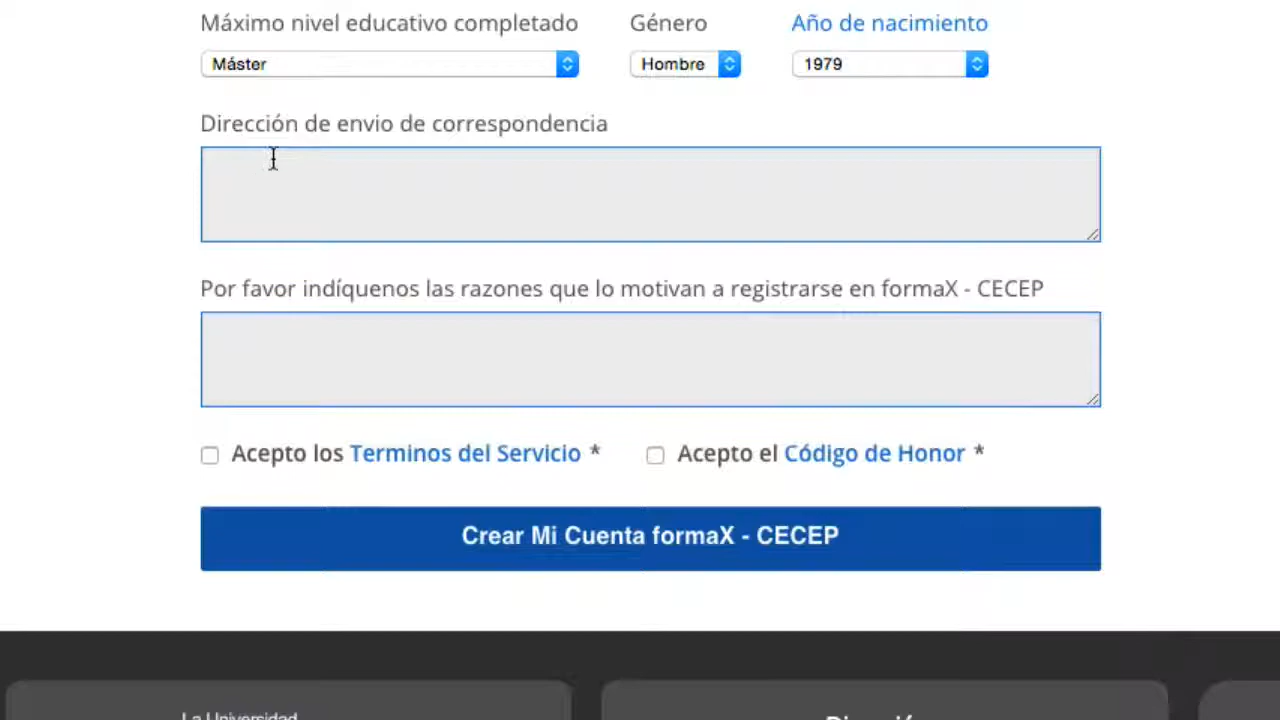 Máximo nivel educativo completado Género Año de nacimiento
Máster Hombre 1979
Dirección de envio de correspondencia
Por favor indíquenos las razones que lo motivan a registrarse en formaX - CECEP
Acepto los Terminos del Servicio * Acepto el Código de Honor *
Crear Mi Cuenta formaX - CECEP
La Universidad Dirección